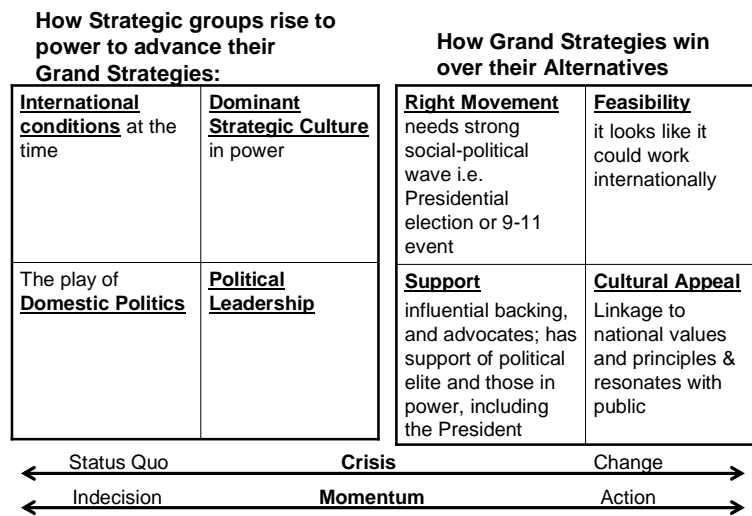 How Strategic groups rise to
power to advance their
Grand Strategies:
International
conditions at the
time
Dominant
Strategic Culture
in power
The play of
Domestic Politics
Political
Leadership
How Grand Strategies win
over their Alternatives
Right Movement
needs strong
social-political
wave i.e.
Presidential
election or 9-11
event
Feasibility
it looks like it
could work
internationally
Support
influential backing,
and advocates; has
support of political
elite and those in
power, including
the President
Cultural Appeal
Linkage to
national values
and principles &
resonates with
public
Status Quo Crisis Change
Indecision Momentum Action